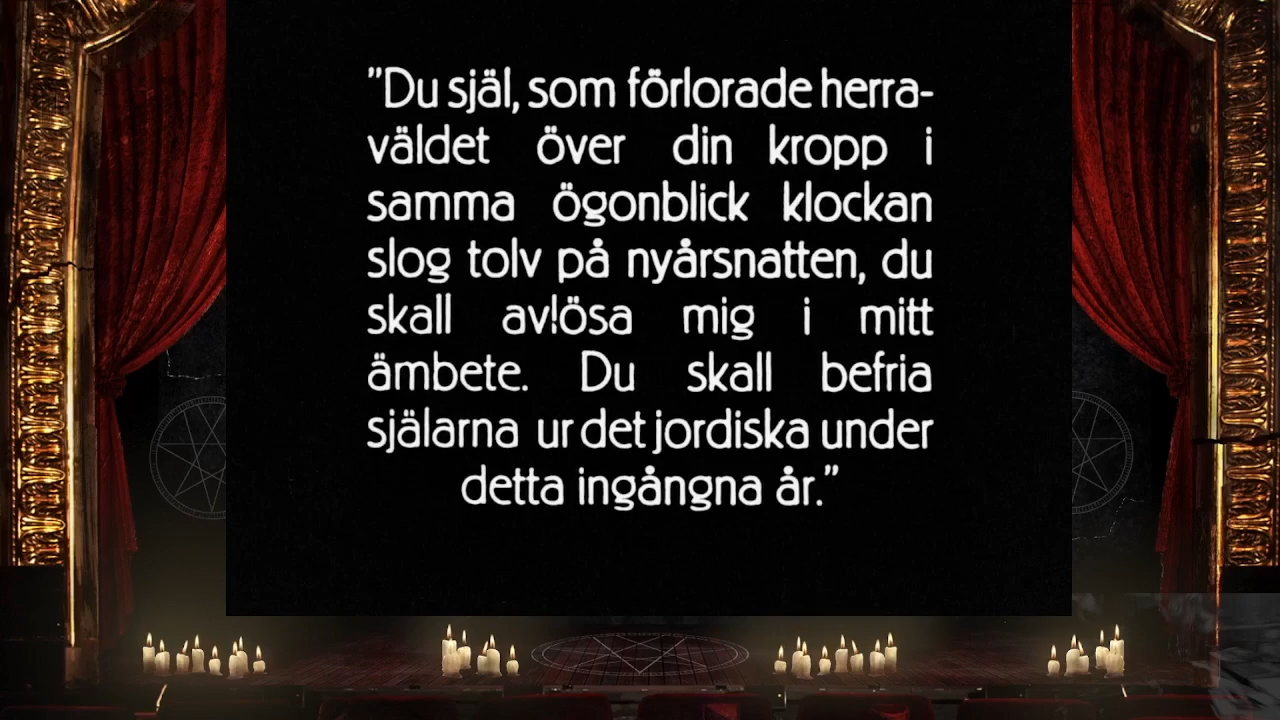 ”Du själ, som förlorade herra-
väldet över din kropp i
samma ögonblick klockan
slog tolv på nyårsnatten, du
skall avlösa mig i mitt
ämbete. Du skall befria
själarna ur det jordiska under
detta ingångna år.”